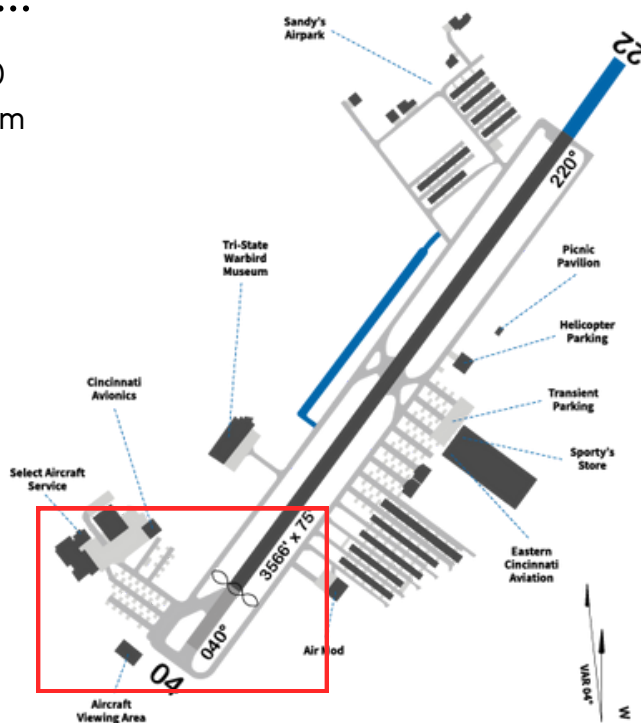 ...
m
Sandy's
Airpark
22
220°
Tri-State
Warbird
Museum
Picnic
Pavilion
Helicopter
Parking
Cincinnati
Avionics
Transient
Parking
Select Aircraft
Service
Sporty's
Store
3566' x 75'
Eastern
Cincinnati
Aviation
040°
Air Mod
04
Aircraft
Viewing Area
VAR 04°